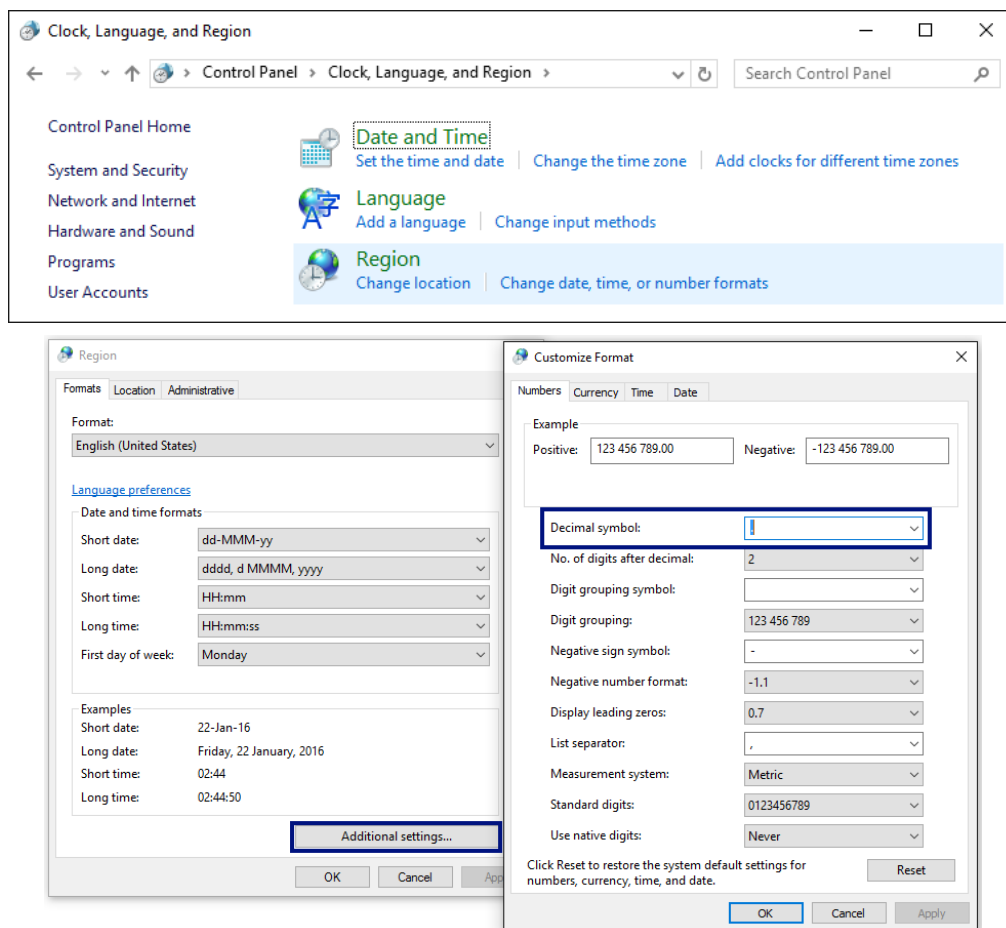 Clock, Language, and Region
Control Panel > Clock, Language, and Region >
Search Control Panel
Control Panel Home
System and Security
Network and Internet
Hardware and Sound
Programs
User Accounts
Date and Time
Set the time and date | Change the time zone | Add clocks for different time zones
Language
Add a language | Change input methods
Region
Change location | Change date, time, or number formats
Region
Formats Location Administrative
Format:
English (United States)
Language preferences
Date and time formats
Short date: dd-MMM-yy
Long date: dddd, d MMMM, yyyy
Short time: HH:mm
Long time: HH:mm:ss
First day of week: Monday
Examples
Short date: 22-Jan-16
Long date: Friday, 22 January, 2016
Short time: 02:44
Long time: 02:44:50
Additional settings...
OK Cancel App
Customize Format
Numbers Currency Time Date
Example
Positive: 123 456 789.00 Negative: -123 456 789.00
Decimal symbol: .
No. of digits after decimal: 2
Digit grouping symbol:
Digit grouping: 123 456 789
Negative sign symbol: -
Negative number format: -1.1
Display leading zeros: 0.7
List separator: ,
Measurement system: Metric
Standard digits: 0123456789
Use native digits: Never
Click Reset to restore the system default settings for
numbers, currency, time, and date.
Reset
OK Cancel Apply